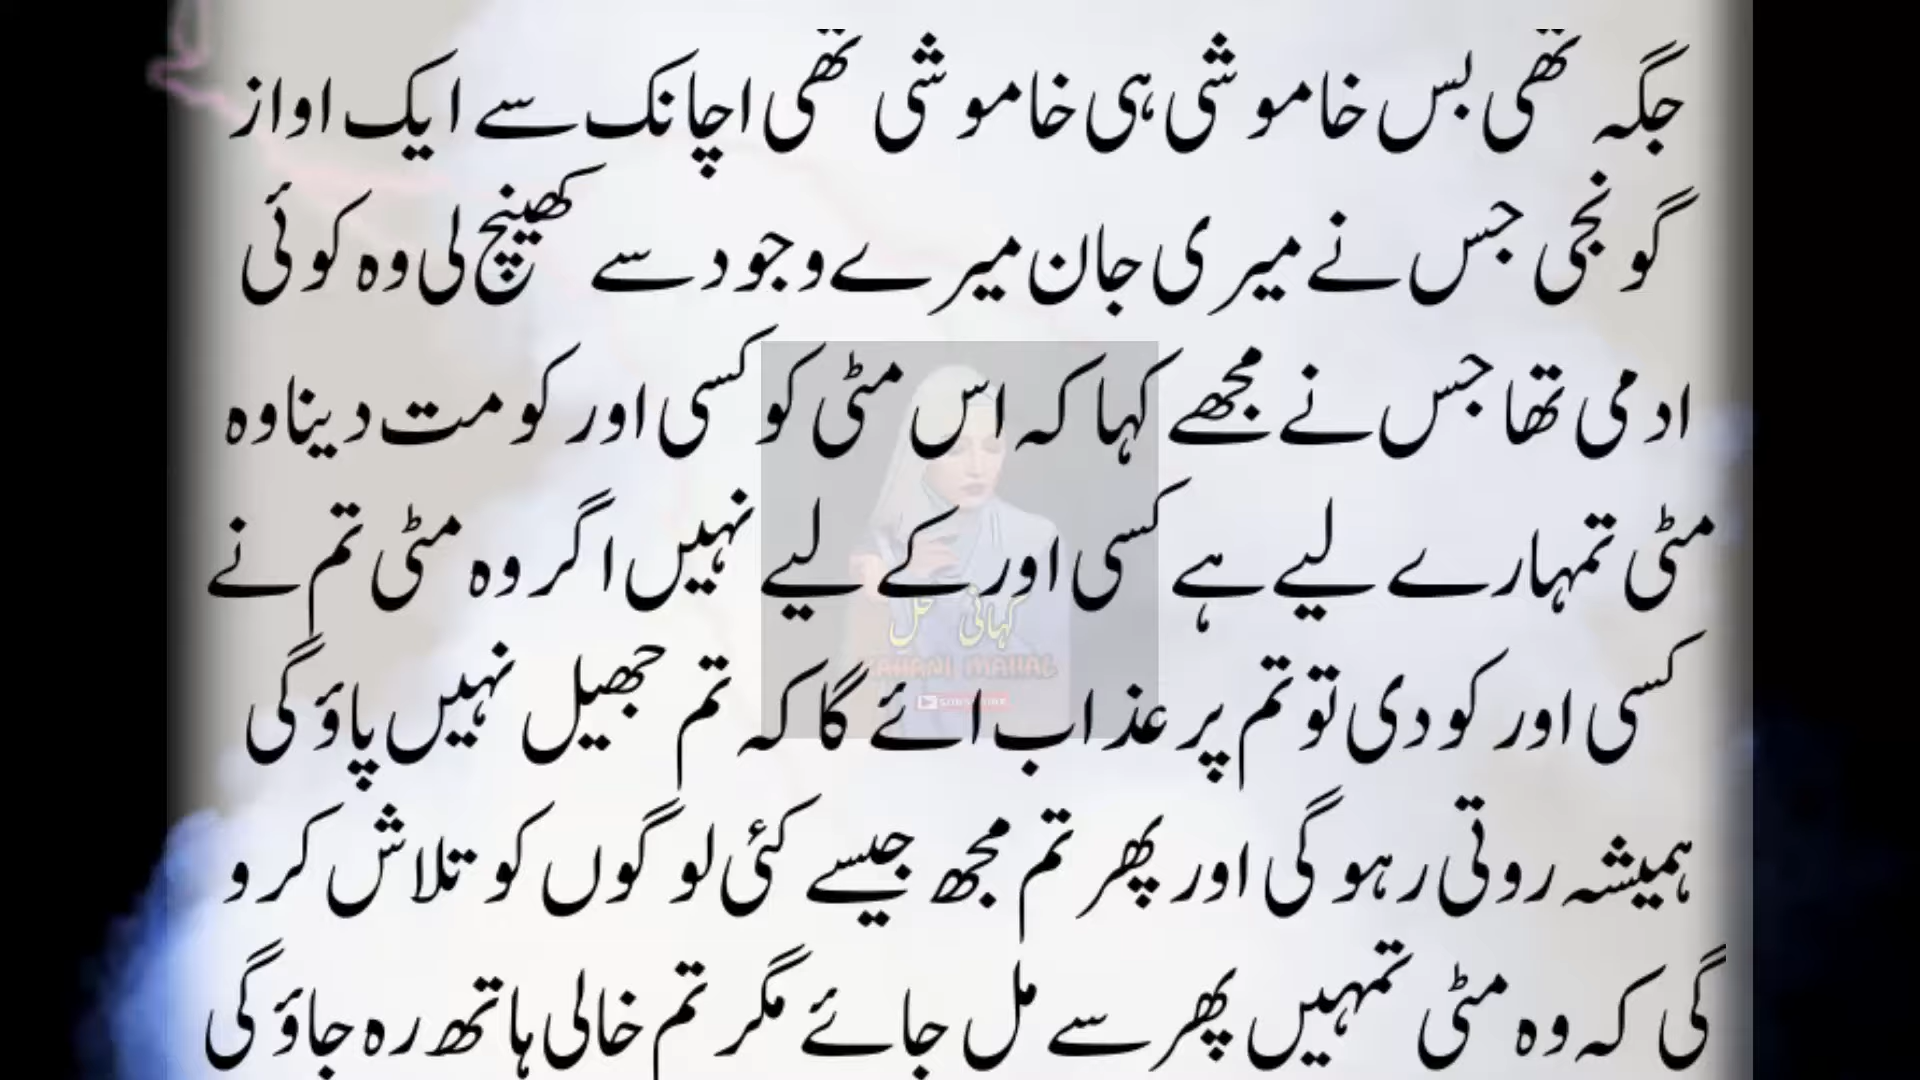 جگہ تھی بس خاموشی ہی خاموشی تھی اچانک سے ایک اواز
گونجی جس نے میری جان میرے وجود سے کھینچ لی وہ کوئی
ادمی تھا جس نے مجھے کہا کہ اس مٹی کو کسی اور کو مت دینا وہ
مٹی تمہارے لیے ہے کسی اور کے لیے نہیں اگر وہ مٹی تم نے
کہانی محل
KAHANI MAHAL
SUBSCRIBE
کسی اور کو دی تو تم پر عذاب ائے گا کہ تم جھیل نہیں پاؤ گی
ہمیشہ روتی رہو گی اور پھر تم مجھ جیسے کئی لوگوں کو تلاش کرو
گی کہ وہ مٹی تمہیں پھر سے مل جائے مگر تم خالی ہاتھ رہ جاؤ گی